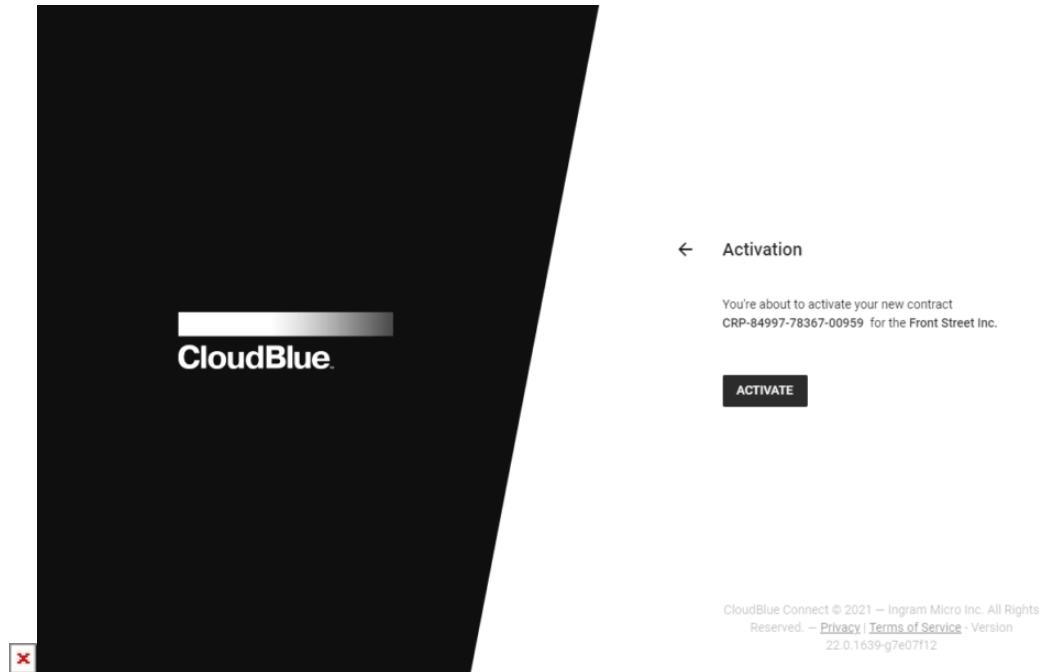 CloudBlue.
Activation
You're about to activate your new contract
CRP-84997-78367-00959 for the Front Street Inc.
ACTIVATE
CloudBlue Connect © 2021 — Ingram Micro Inc. All Rights
Reserved. — Privacy | Terms of Service - Version
22.0.1639-g7e07f12